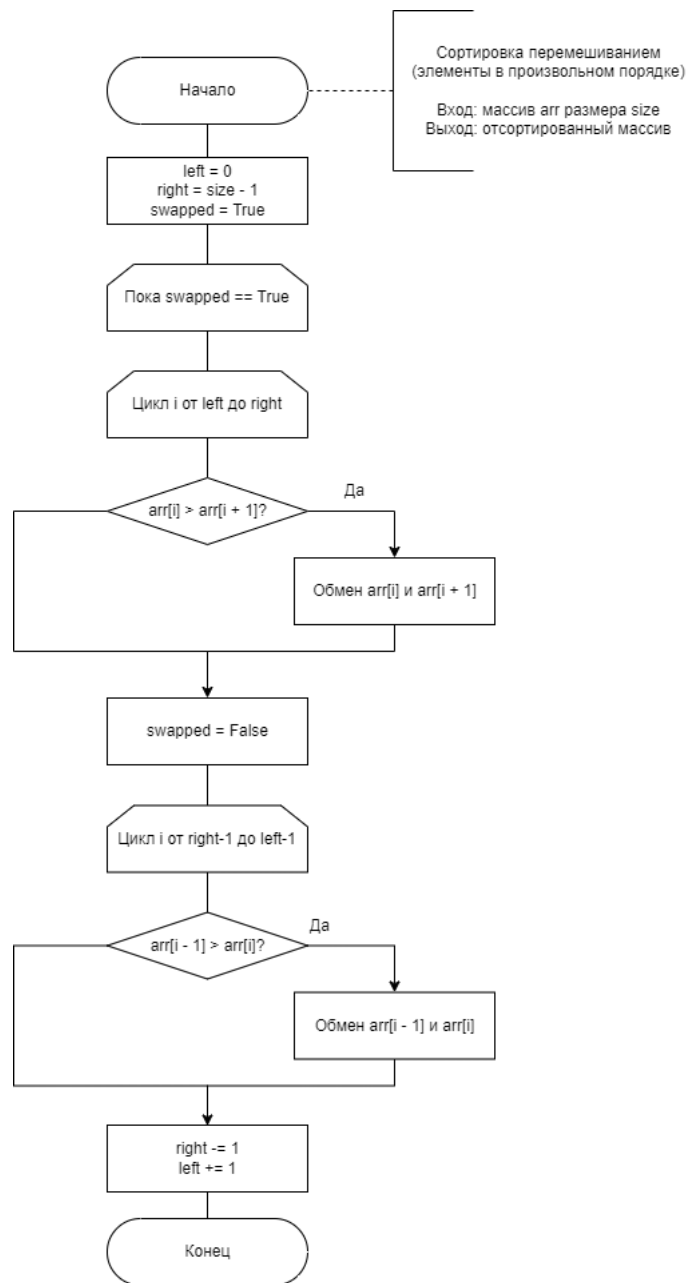 Начало
Сортировка перемешиванием
(элементы в произвольном порядке)
Вход: массив arr размера size
Выход: отсортированный массив
left = 0
right = size - 1
swapped = True
Пока swapped == True
Цикл i от left до right
arr[i] > arr[i + 1]?
Да
Обмен arr[i] и arr[i + 1]
swapped = False
Цикл i от right-1 до left-1
arr[i - 1] > arr[i]?
Да
Обмен arr[i - 1] и arr[i]
right -= 1
left += 1
Конец